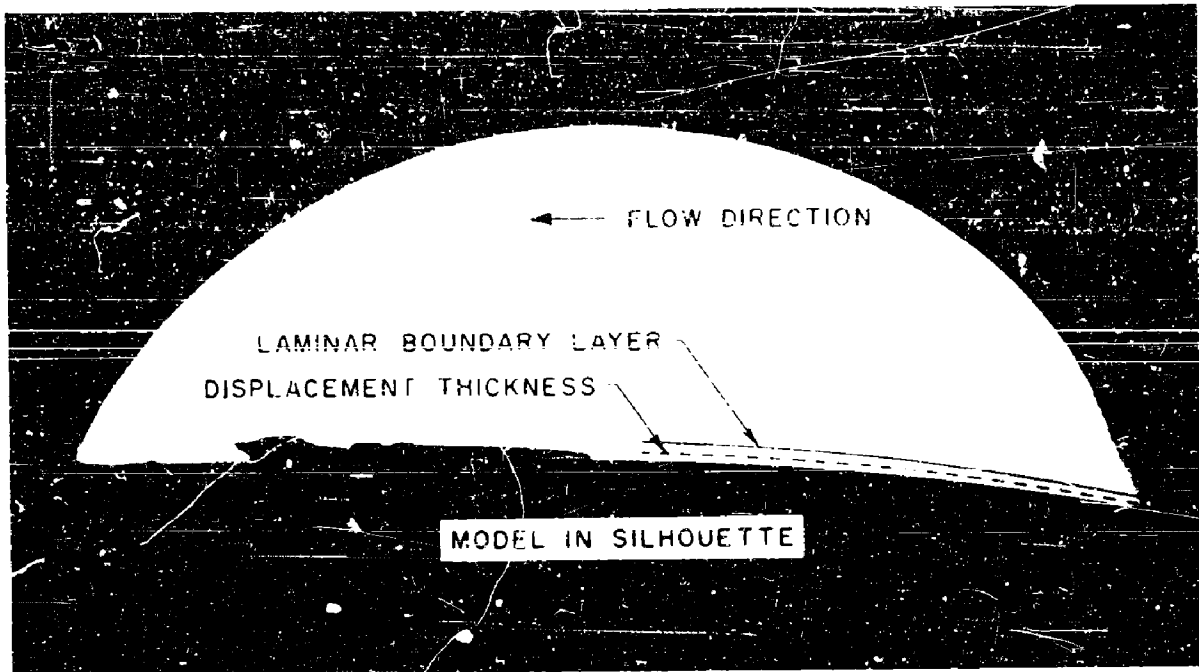 FLOW DIRECTION
LAMINAR BOUNDARY LAYER
DISPLACEMENT THICKNESS
MODEL IN SILHOUETTE